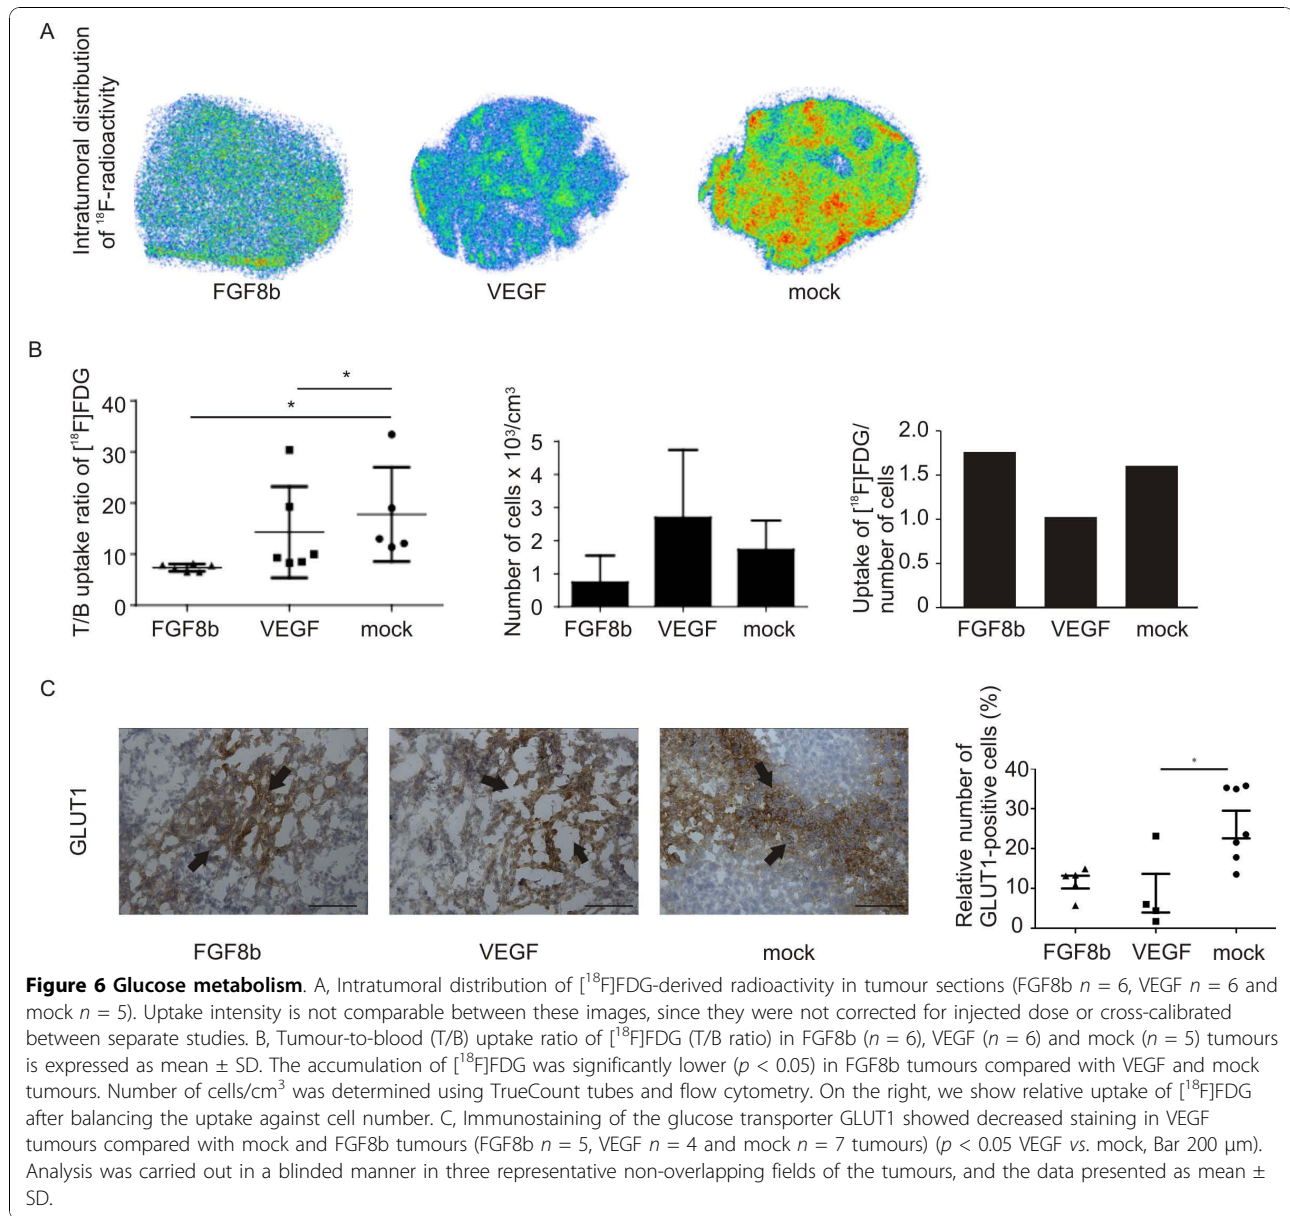 A
Intratumoral distribution
of ¹⁸F-radioactivity
FGF8b
VEGF
mock
B
T/B uptake ratio of [¹⁸F]FDG
40
30
20
10
0
*
*
FGF8b
VEGF
mock
Number of cells x 10³/cm³
5
4
3
2
1
0
FGF8b
VEGF
mock
Uptake of [¹⁸F]FDG/
number of cells
2.0
1.5
1.0
0.5
0
FGF8b
VEGF
mock
C
GLUT1
FGF8b
VEGF
mock
Relative number of
GLUT1-positive cells (%)
40
30
20
10
0
*
FGF8b
VEGF
mock
Figure 6 Glucose metabolism. A, Intratumoral distribution of [¹⁸F]FDG-derived radioactivity in tumour sections (FGF8b n = 6, VEGF n = 6 and
mock n = 5). Uptake intensity is not comparable between these images, since they were not corrected for injected dose or cross-calibrated
between separate studies. B, Tumour-to-blood (T/B) uptake ratio of [¹⁸F]FDG (T/B ratio) in FGF8b (n = 6), VEGF (n = 6) and mock (n = 5) tumours
is expressed as mean ± SD. The accumulation of [¹⁸F]FDG was significantly lower (p < 0.05) in FGF8b tumours compared with VEGF and mock
tumours. Number of cells/cm³ was determined using TrueCount tubes and flow cytometry. On the right, we show relative uptake of [¹⁸F]FDG
after balancing the uptake against cell number. C, Immunostaining of the glucose transporter GLUT1 showed decreased staining in VEGF
tumours compared with mock and FGF8b tumours (FGF8b n = 5, VEGF n = 4 and mock n = 7 tumours) (p < 0.05 VEGF vs. mock, Bar 200 μm).
Analysis was carried out in a blinded manner in three representative non-overlapping fields of the tumours, and the data presented as mean ±
SD.